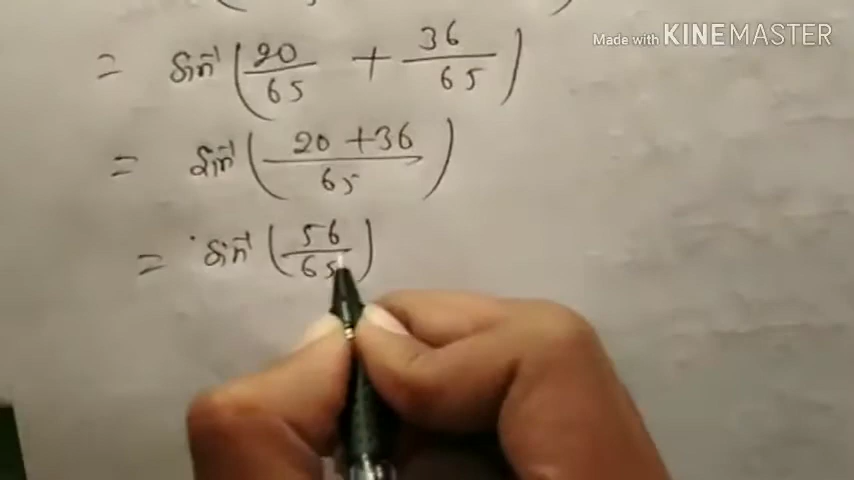 Made with KINEMASTER
= sin⁻¹(20/65 + 36/65)
= sin⁻¹(20+36/65)
= sin⁻¹(56/65)